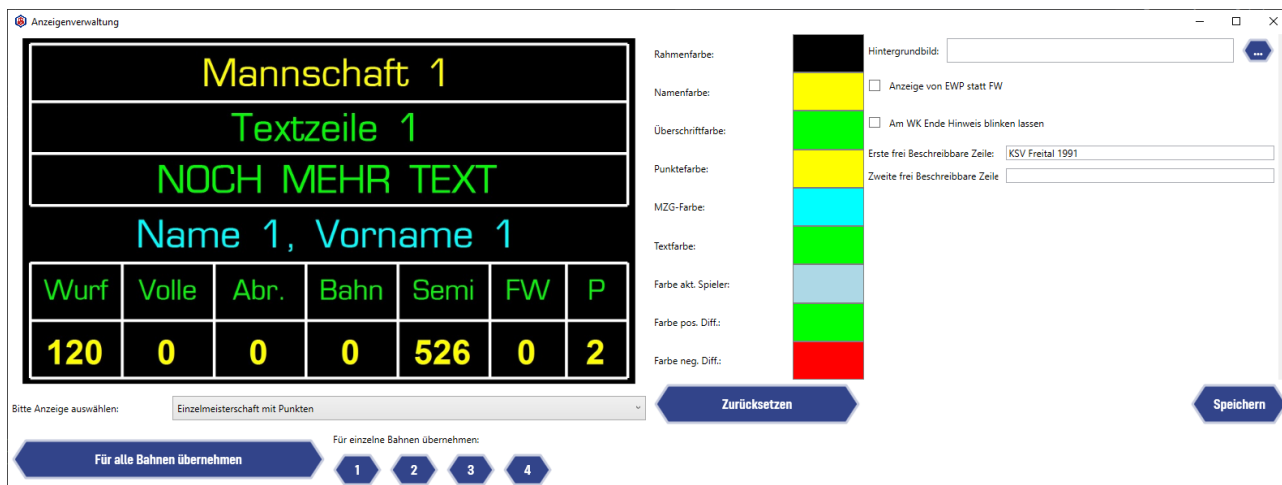 Anzeigenverwaltung
Mannschaft 1
Textzeile 1
NOCH MEHR TEXT
Name 1, Vorname 1
Wurf Volle Abr. Bahn Semi FW P
120 0 0 0 526 0 2
Rahmenfarbe:
Namenfarbe:
Überschriftfarbe:
Punktefarbe:
MZG-Farbe:
Textfarbe:
Farbe akt. Spieler:
Farbe pos. Diff.:
Farbe neg. Diff.:
Hintergrundbild: ...
Anzeige von EWP statt FW
Am WK Ende Hinweis blinken lassen
Erste frei Beschreibbare Zeile: KSV Freital 1991
Zweite frei Beschreibbare Zeile
Bitte Anzeige auswählen: Einzelmeisterschaft mit Punkten
Zurücksetzen
Speichern
Für alle Bahnen übernehmen
Für einzelne Bahnen übernehmen:
1 2 3 4